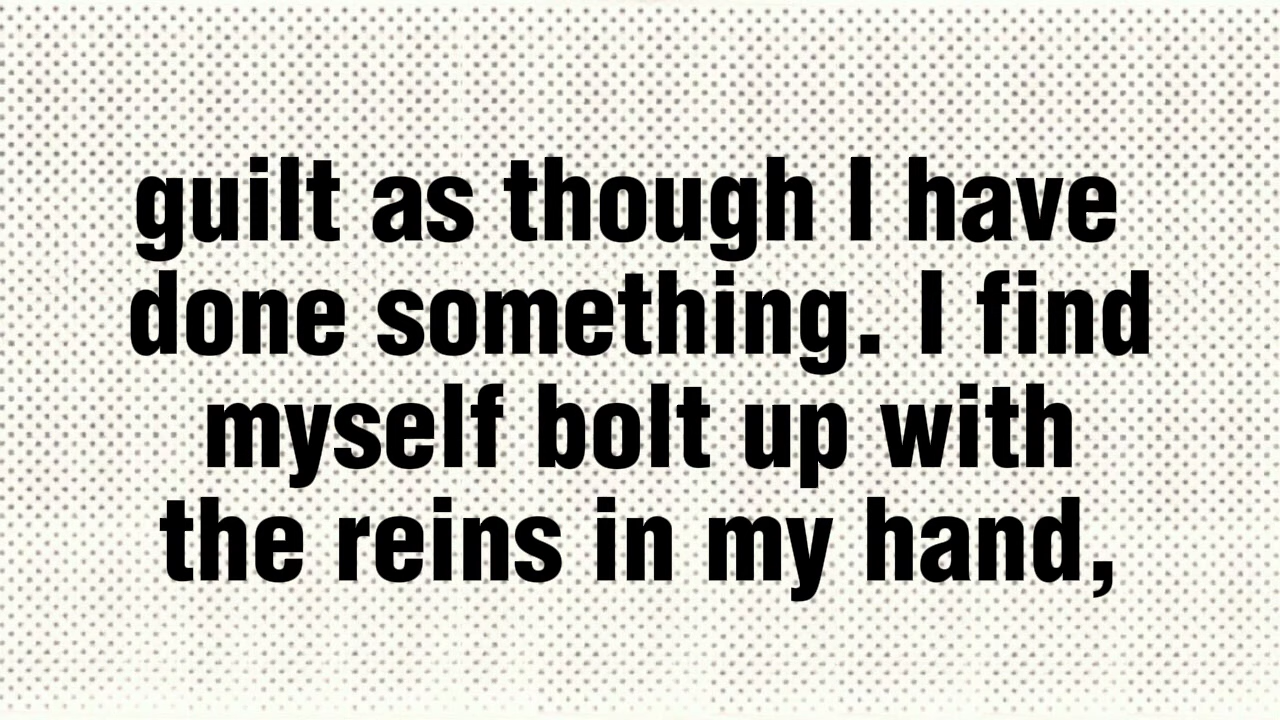 guilt as though I have
done something. I find
myself bolt up with
the reins in my hand,